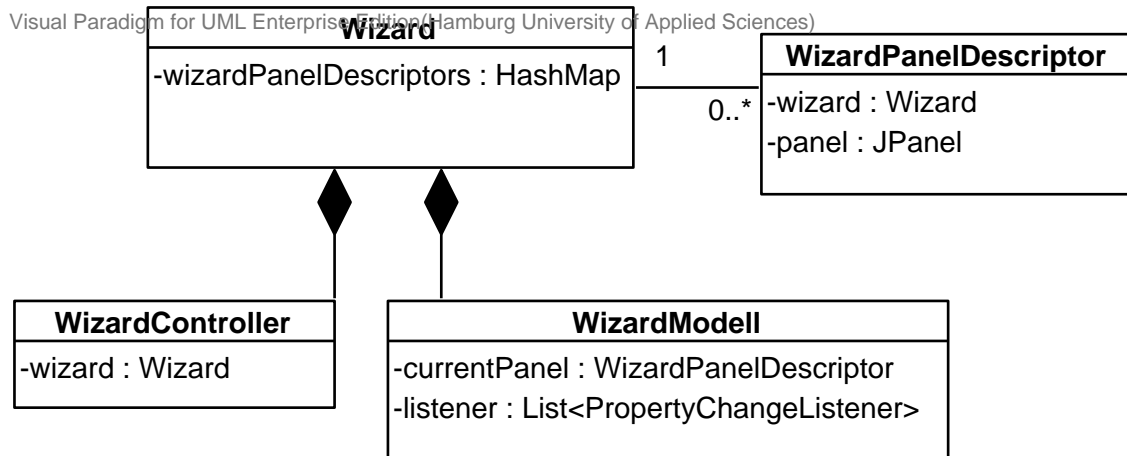 Visual Paradigm for UML Enterprise Edition(Hamburg University of Applied Sciences)
Wizard
-wizardPanelDescriptors : HashMap
1
0..*
WizardPanelDescriptor
-wizard : Wizard
-panel : JPanel
WizardController
-wizard : Wizard
WizardModell
-currentPanel : WizardPanelDescriptor
-listener : List<PropertyChangeListener>